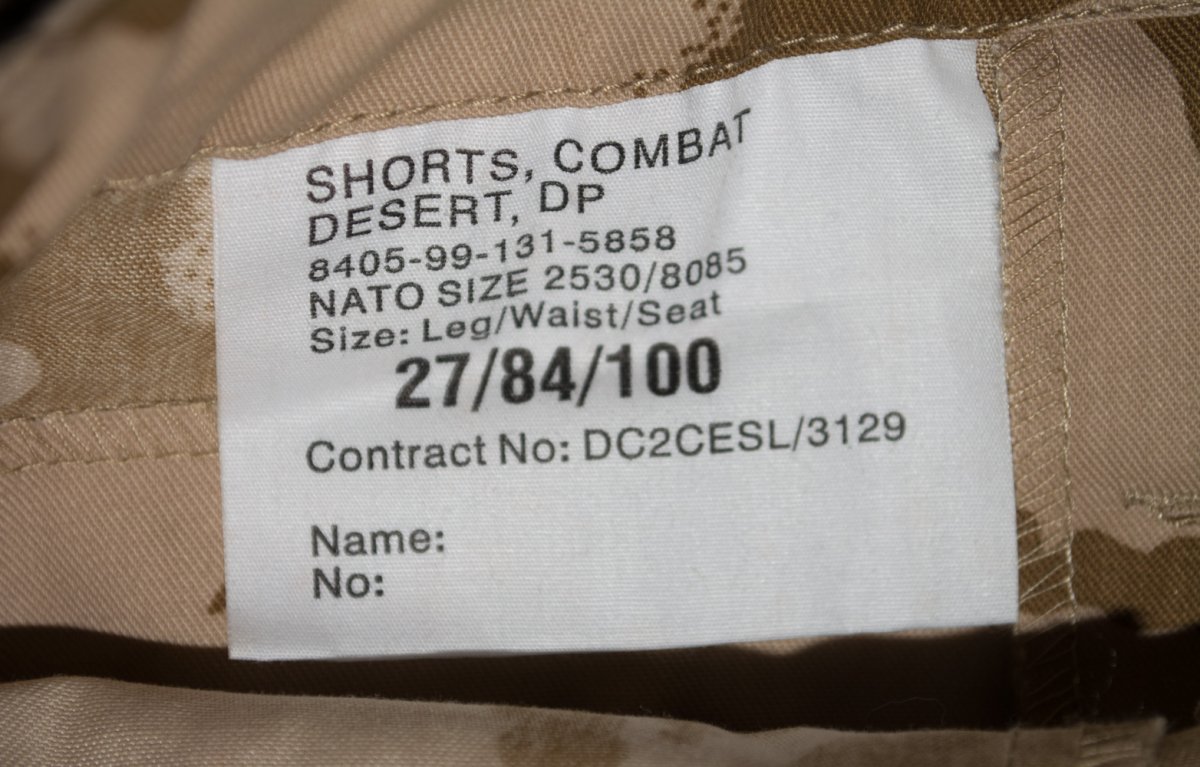 SHORTS, COMBAT
DESERT, DP
8405-99-131-5858
NATO SIZE 2530/8085
Size: Leg/Waist/Seat
27/84/100
Contract No: DC2CESL/3129
Name:
No: